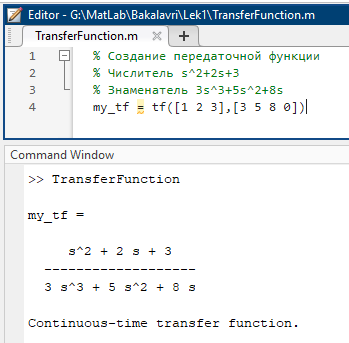 Editor - G:\MatLab\Bakalavri\Lek1\TransferFunction.m
TransferFunction.m × +
1 % Создание передаточной функции
2 % Числитель s^2+2s+3
3 % Знаменатель 3s^3+5s^2+8s
4 my_tf = tf([1 2 3],[3 5 8 0])
Command Window
>> TransferFunction
my_tf =
s^2 + 2 s + 3
---------------------
3 s^3 + 5 s^2 + 8 s
Continuous-time transfer function.